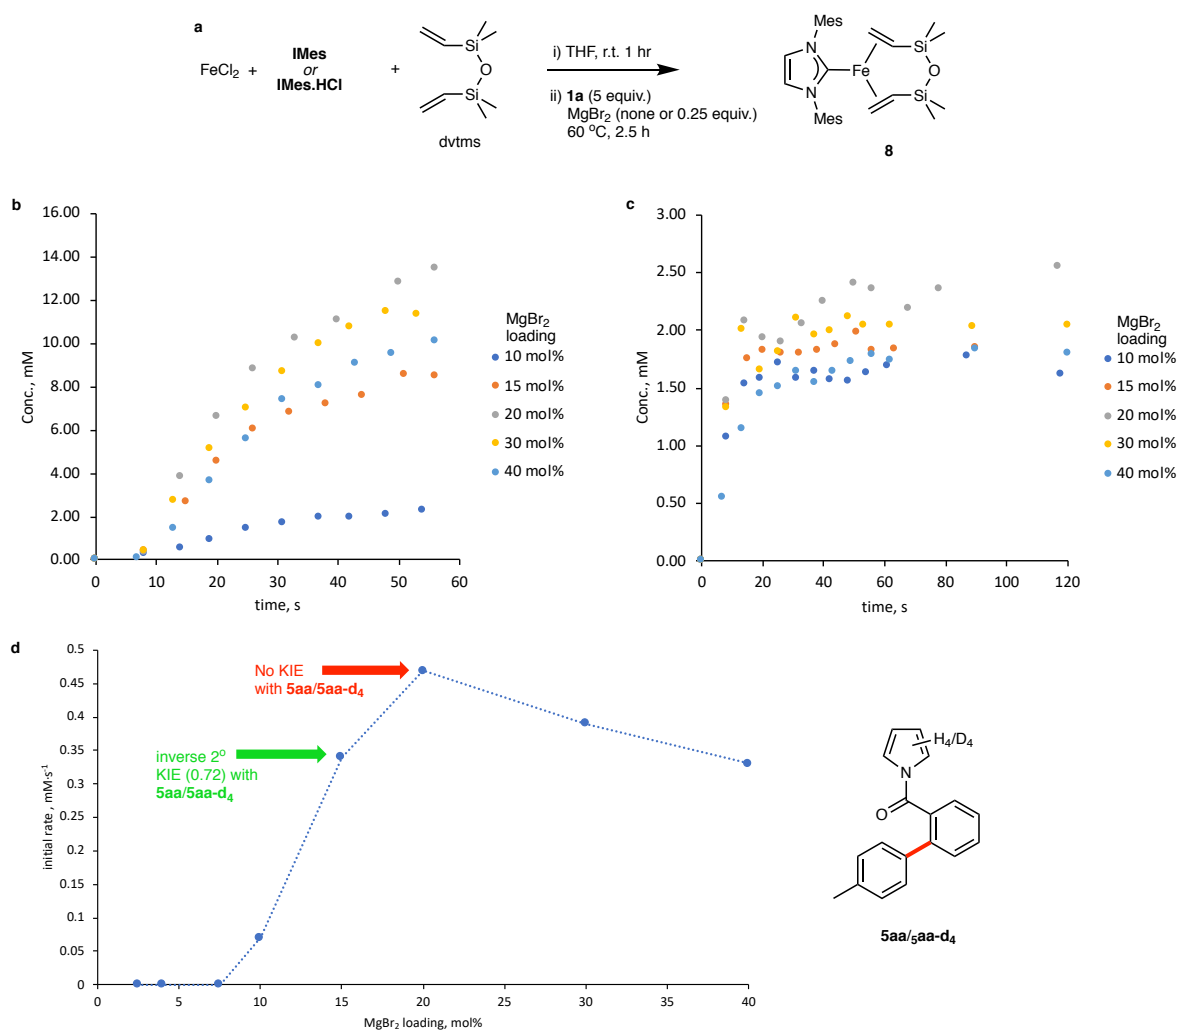 a
FeCl2 +
IMes
or
IMes.HCl
+
Si
O
Si
dvtms
i) THF, r.t. 1 hr
ii) 1a (5 equiv.)
MgBr2 (none or 0.25 equiv.)
60 °C, 2.5 h
Mes
N
N
Mes
Fe
Si
O
Si
8
b
16.00
14.00
12.00
10.00
8.00
6.00
4.00
2.00
0.00
Conc., mM
0 10 20 30 40 50 60
time, s
MgBr2
loading
10 mol%
15 mol%
20 mol%
30 mol%
40 mol%
c
3.00
2.50
2.00
1.50
1.00
0.50
0.00
Conc., mM
0 20 40 60 80 100 120
time, s
MgBr2
loading
10 mol%
15 mol%
20 mol%
30 mol%
40 mol%
d
0.5
0.45
0.4
0.35
0.3
0.25
0.2
0.15
0.1
0.05
0
initial rate , mM·s-1
0 5 10 15 20 25 30 35 40
MgBr2 loading, mol%
No KIE
with 5aa/5aa-d4
inverse 2o
KIE (0.72) with
5aa/5aa-d4
H4/D4
N
O
5aa/5aa-d4